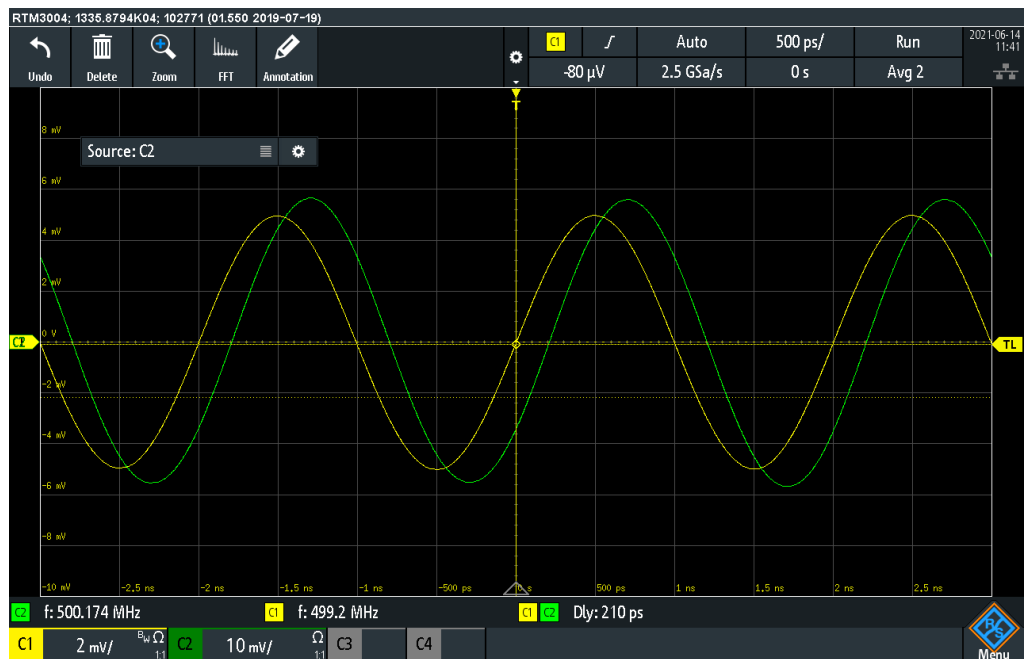 RTM3004; 1335.8794K04; 102771 (01.550 2019-07-19)
Undo Delete Zoom FFT Annotation
C1 Auto 500 ps/ Run 2021-06-14
11:41
-80 µV 2.5 GSa/s 0 s Avg 2
T
8 mV
Source: C2
6 mV
4 mV
2 mV
0 V
C2 TL
-2 mV
-4 mV
-6 mV
-8 mV
-10 mV -2.5 ns -2 ns -1.5 ns -1 ns -500 ps 0 s 500 ps 1 ns 1.5 ns 2 ns 2.5 ns
C2 f: 500.174 MHz C1 f: 499.2 MHz C1 C2 Dly: 210 ps
C1 2 mV/ BW Ω 1:1 C2 10 mV/ Ω 1:1 C3 C4 R&S
Menu